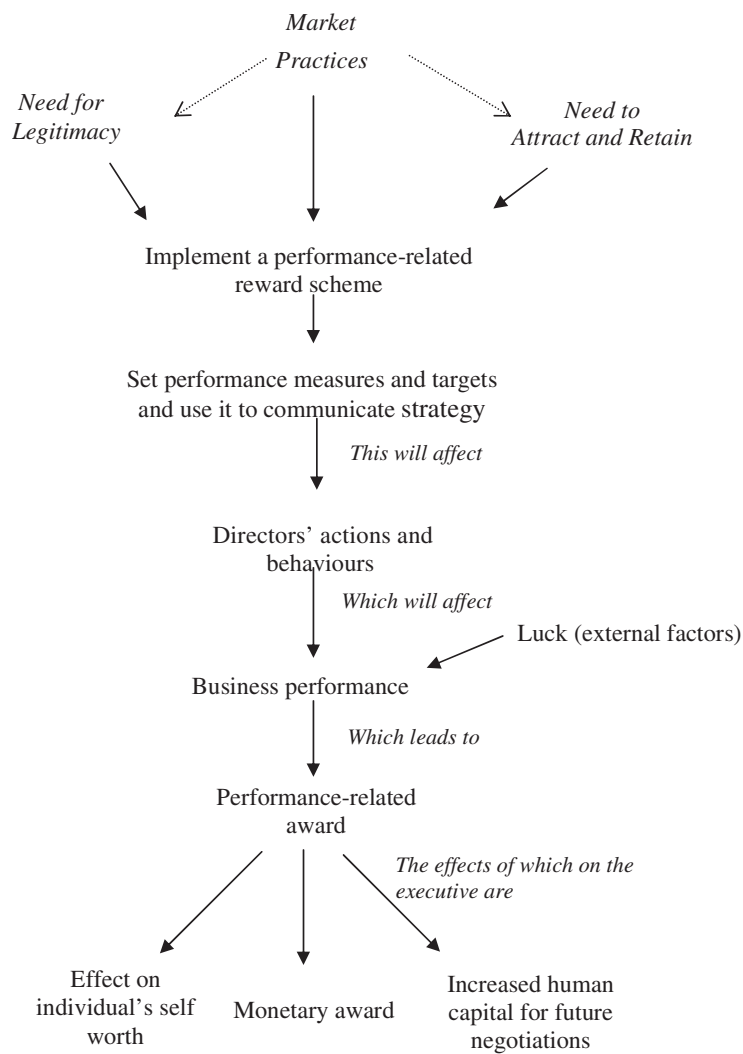 Market
Practices
Need for
Legitimacy
Need to
Attract and Retain
Implement a performance-related
reward scheme
Set performance measures and targets
and use it to communicate strategy
This will affect
Directors’ actions and
behaviours
Which will affect
Luck (external factors)
Business performance
Which leads to
Performance-related
award
The effects of which on the
executive are
Effect on
individual’s self
worth
Monetary award
Increased human
capital for future
negotiations